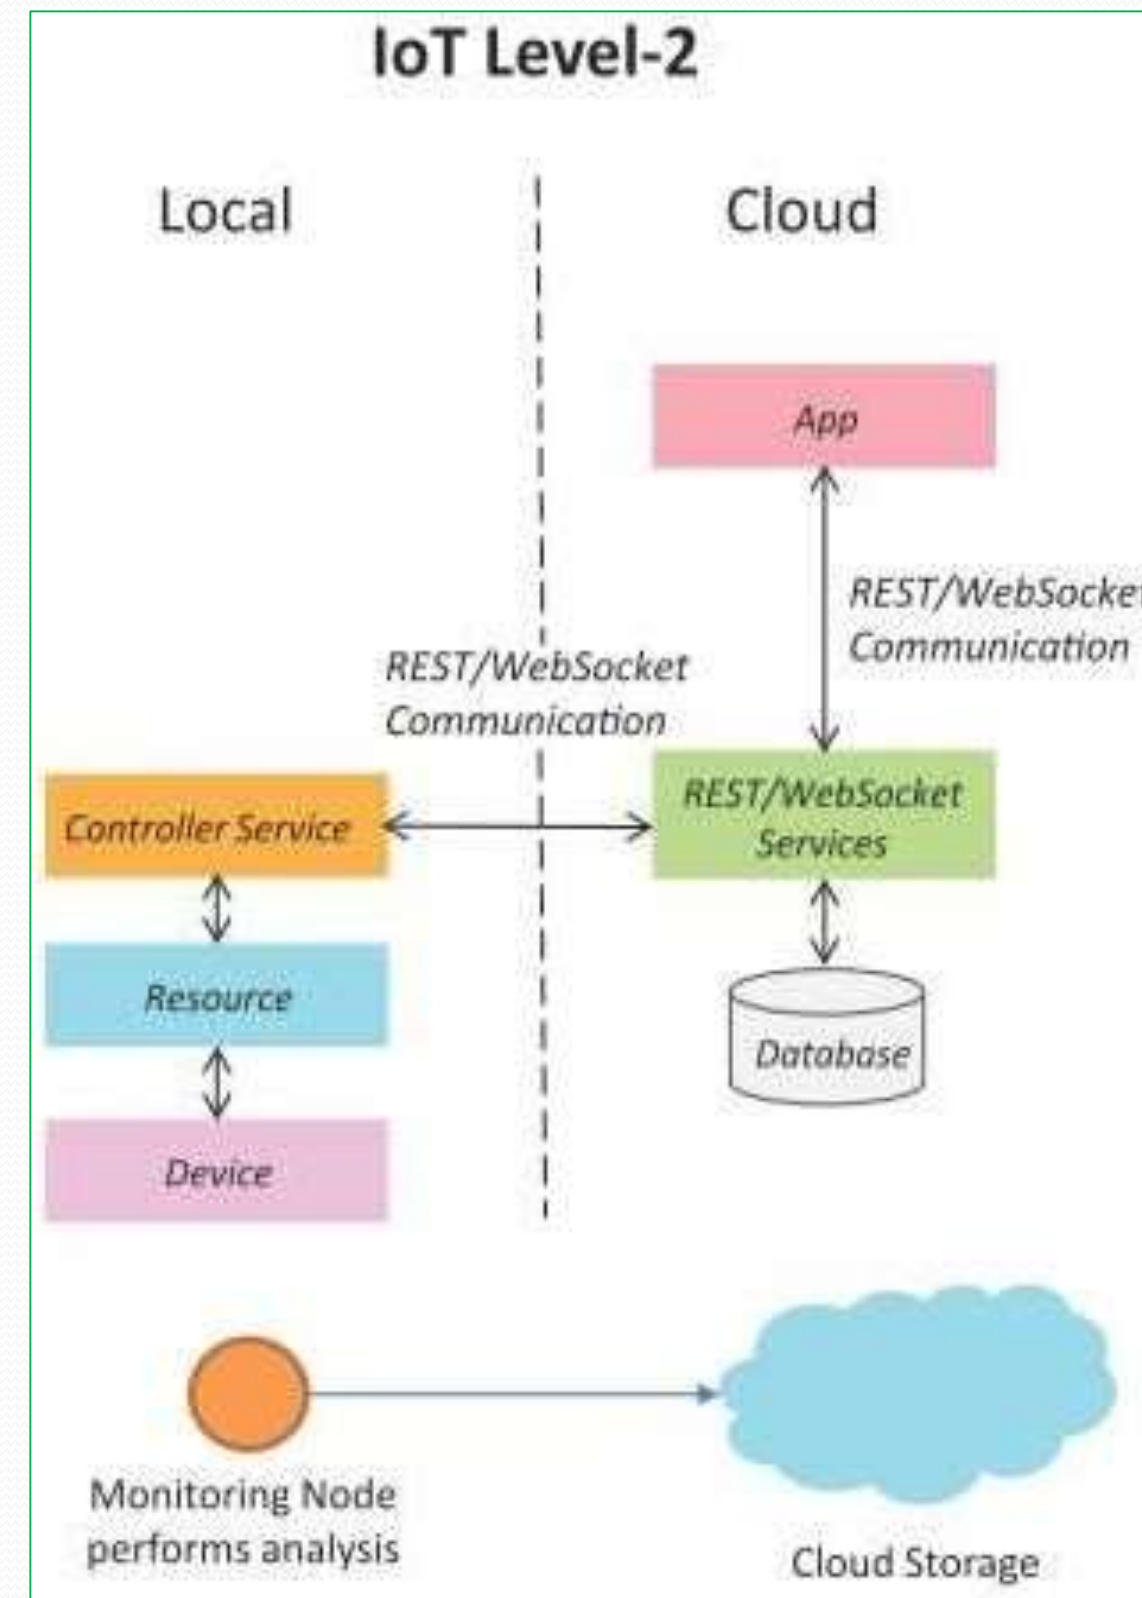 IoT Level-2
Local
Cloud
App
REST/WebSocket
Communication
REST/WebSocket
Communication
Controller Service
REST/WebSocket
Services
Resource
Database
Device
Monitoring Node
performs analysis
Cloud Storage